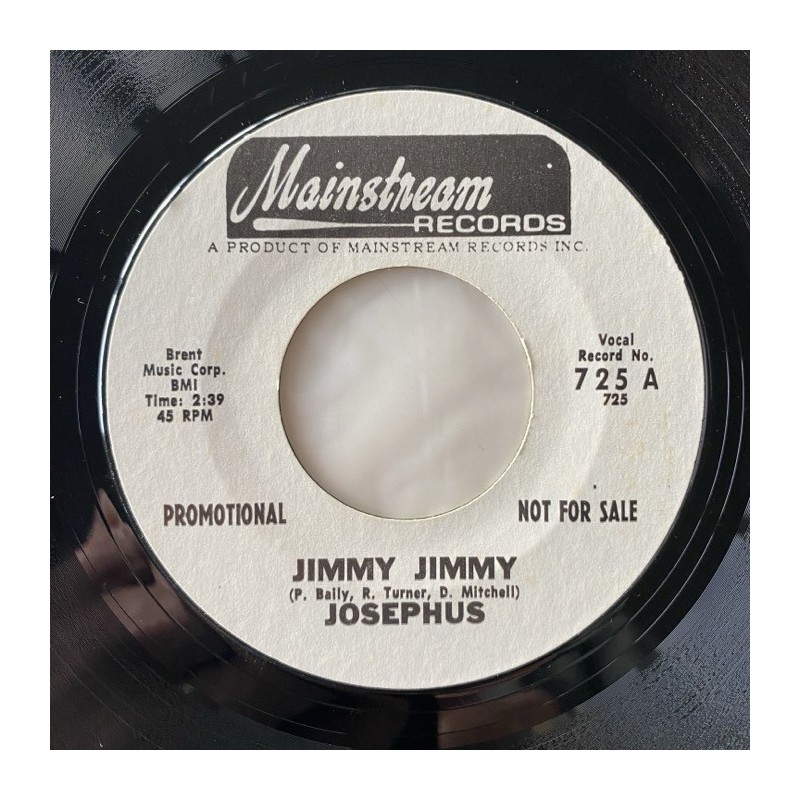 Mainstream
RECORDS
A PRODUCT OF MAINSTREAM RECORDS INC.
Brent
Music Corp.
BMI
Time: 2:39
45 RPM
Vocal
Record No.
725 A
725
PROMOTIONAL
NOT FOR SALE
JIMMY JIMMY
(P. Baily, R. Turner, D. Mitchell)
JOSEPHUS